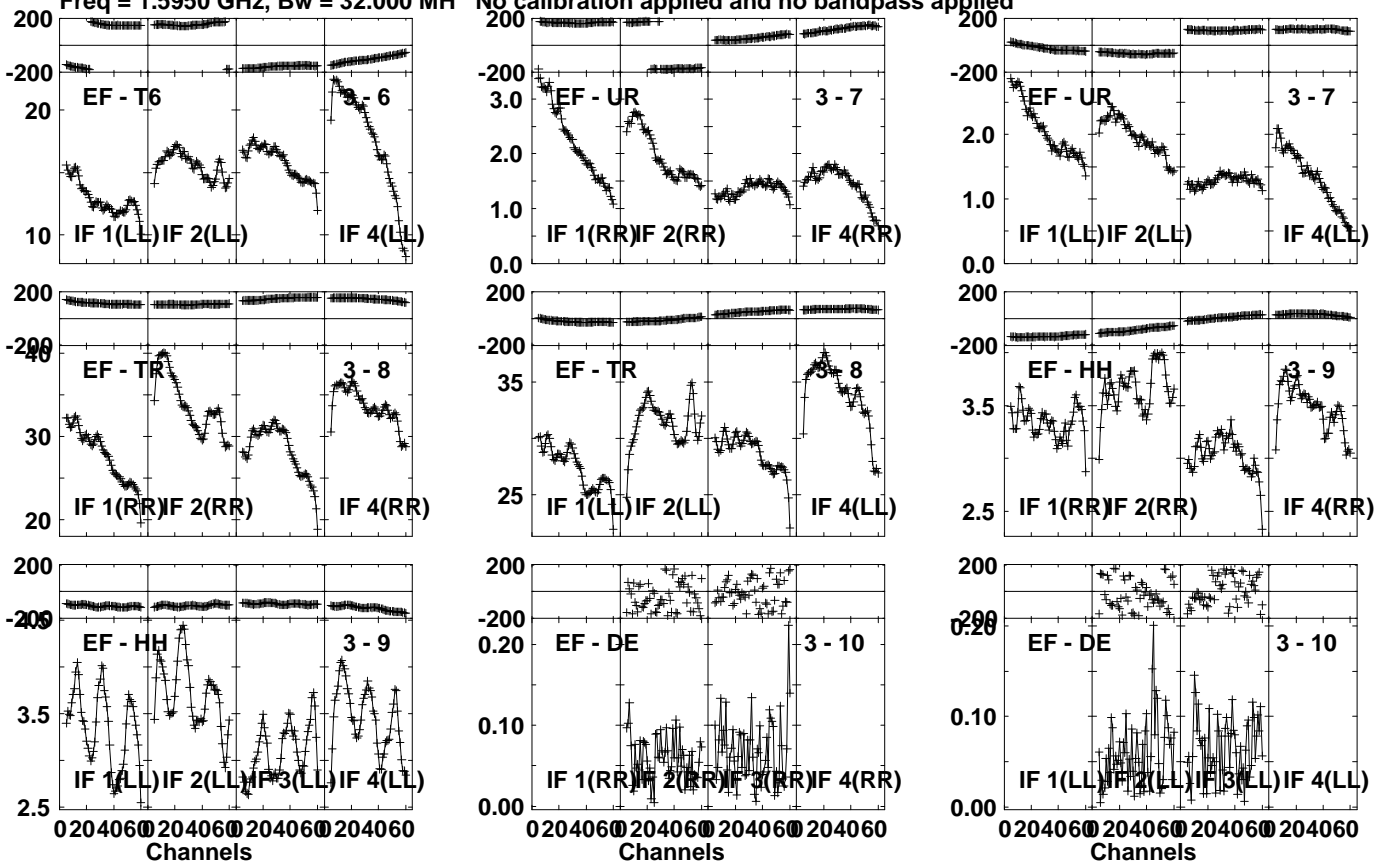 Freq = 1.5950 GHz, Bw = 32.000 MH No calibration applied and no bandpass applied
200
-200
EF - T6
3 - 6
20
10
IF 1(LL)
IF 2(LL)
IF 4(LL)
200
-200
EF - UR
3 - 7
3.0
2.0
1.0
0.0
IF 1(RR)
IF 2(RR)
IF 4(RR)
200
-200
EF - UR
3 - 7
2.0
1.0
0.0
IF 1(LL)
IF 2(LL)
IF 4(LL)
200
-200
40
EF - TR
3 - 8
30
20
IF 1(RR)
IF 2(RR)
IF 4(RR)
200
-200
EF - TR
3 - 8
35
25
IF 1(LL)
IF 2(LL)
IF 4(LL)
200
-200
EF - HH
3 - 9
3.5
2.5
IF 1(RR)
IF 2(RR)
IF 4(RR)
200
-200
4.5
EF - HH
3 - 9
3.5
2.5
IF 1(LL)
IF 2(LL)
IF 3(LL)
IF 4(LL)
0 20 40 60 0 20 40 60 0 20 40 60 0 20 40 60
Channels
200
-200
EF - DE
3 - 10
0.20
0.10
0.00
IF 1(RR)
IF 2(RR)
IF 3(RR)
IF 4(RR)
0 20 40 60 0 20 40 60 0 20 40 60 0 20 40 60
Channels
200
-200
0.20
EF - DE
3 - 10
0.10
0.00
IF 1(LL)
IF 2(LL)
IF 3(LL)
IF 4(LL)
0 20 40 60 0 20 40 60 0 20 40 60 0 20 40 60
Channels